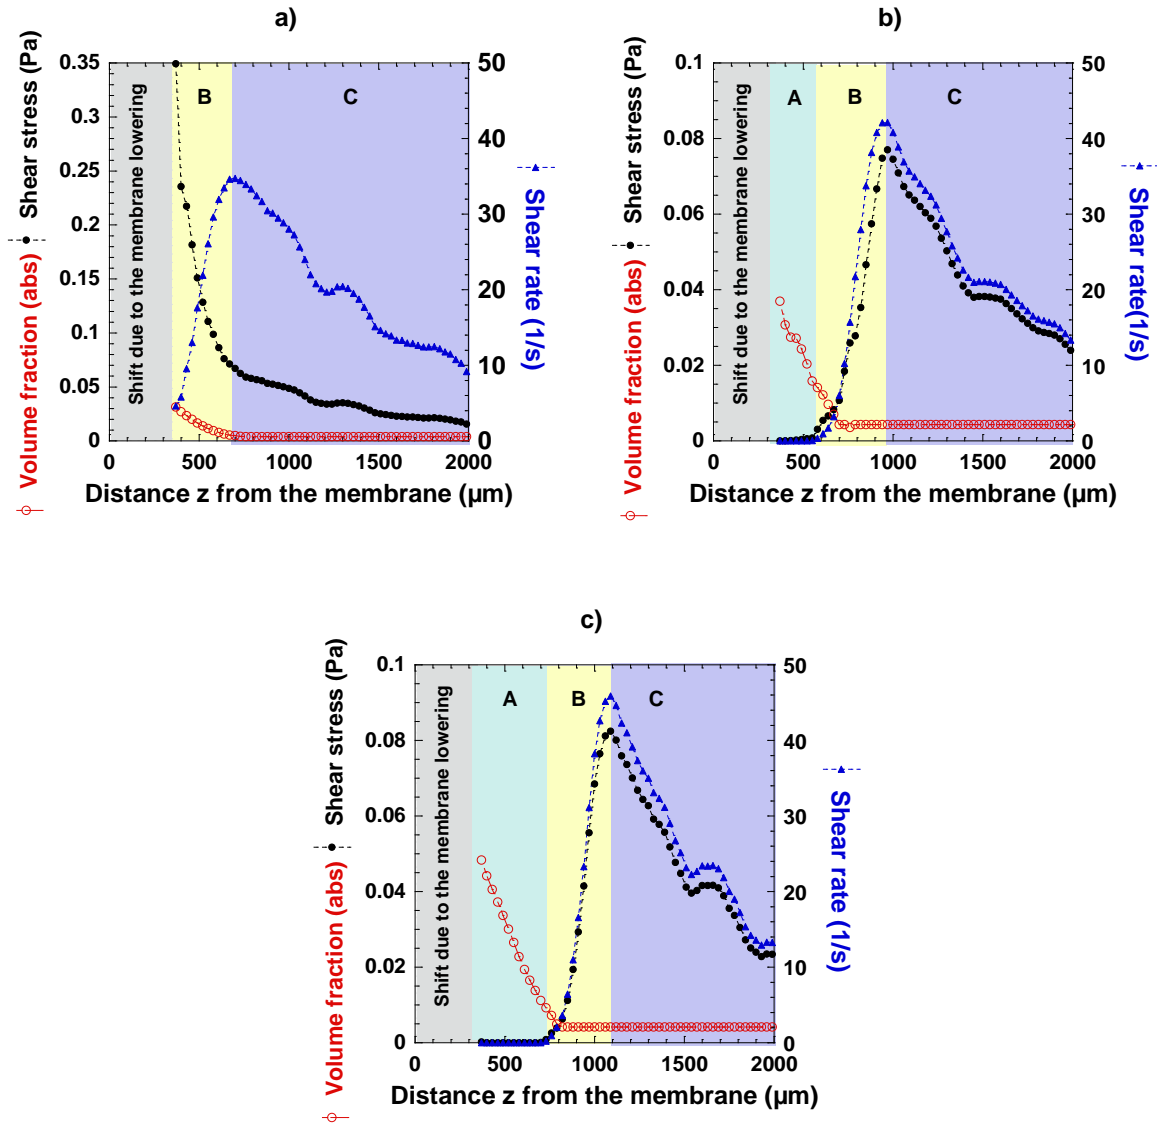 a)
Volume fraction (abs) Shear stress (Pa)
0.35
0.3
0.25
0.2
0.15
0.1
0.05
0
Shift due to the membrane lowering
B
C
50
40
30
20
10
0
Shear rate (1/s)
0 500 1000 1500 2000
Distance z from the membrane (µm)
b)
Volume fraction (abs) Shear stress (Pa)
0.1
0.08
0.06
0.04
0.02
0
Shift due to the membrane lowering
A
B
C
50
40
30
20
10
0
Shear rate(1/s)
0 500 1000 1500 2000
Distance z from the membrane (µm)
c)
Volume fraction (abs) Shear stress (Pa)
0.1
0.08
0.06
0.04
0.02
0
Shift due to the membrane lowering
A
B
C
50
40
30
20
10
0
Shear rate (1/s)
0 500 1000 1500 2000
Distance z from the membrane (µm)